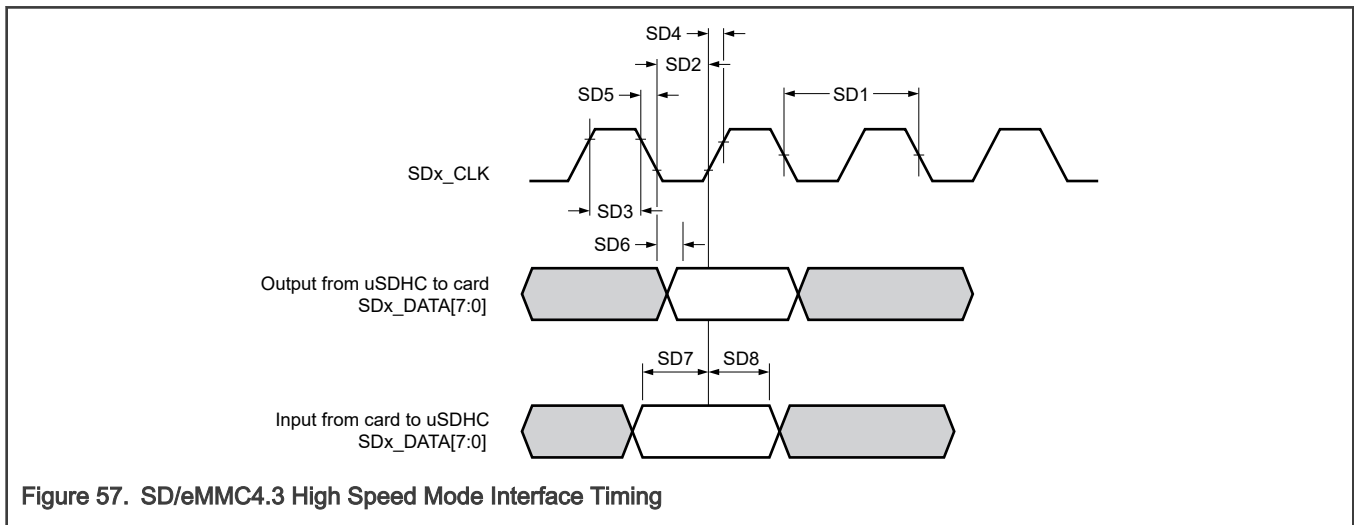 SD4
SD2
SD5
SD1
SDx_CLK
SD3
SD6
Output from uSDHC to card
SDx_DATA[7:0]
SD7 SD8
Input from card to uSDHC
SDx_DATA[7:0]
Figure 57. SD/eMMC4.3 High Speed Mode Interface Timing